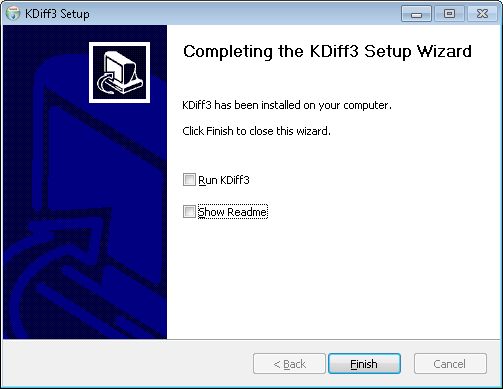 KDiff3 Setup
Completing the KDiff3 Setup Wizard
KDiff3 has been installed on your computer.
Click Finish to close this wizard.
Run KDiff3
Show Readme
< Back
Finish
Cancel